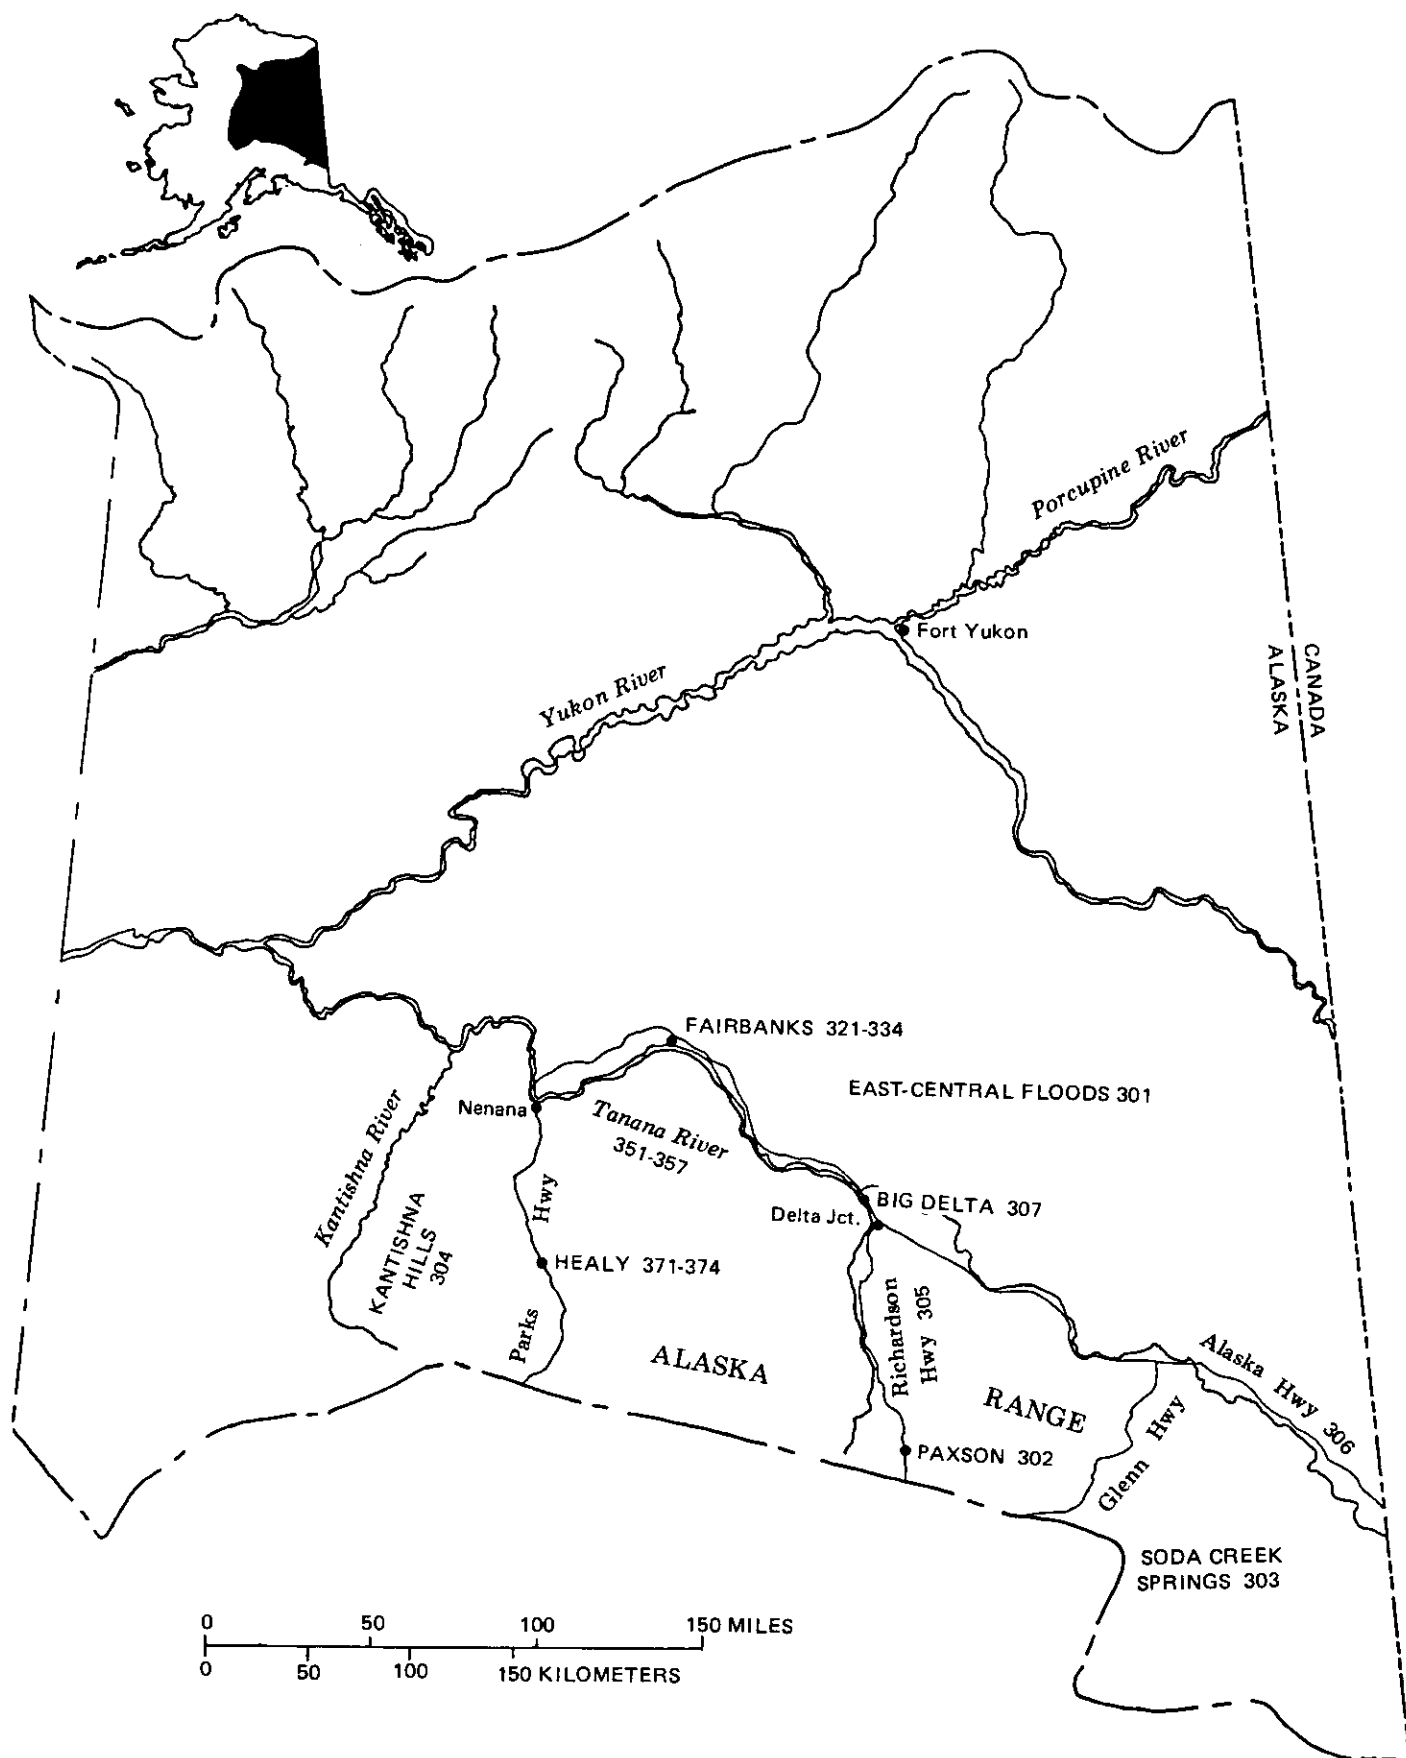 Porcupine River
Fort Yukon
CANADA
ALASKA
Yukon River
FAIRBANKS 321-334
EAST-CENTRAL FLOODS 301
Nenana
Tanana River
351-357
Kantishna River
KANTISHNA
HILLS
304
Hwy
Parks
BIG DELTA 307
Delta Jct.
HEALY 371-374
Richardson
Hwy 305
ALASKA
RANGE
Alaska Hwy 306
Glenn Hwy
PAXSON 302
SODA CREEK
SPRINGS 303
0 50 100 150 MILES
0 50 100 150 KILOMETERS